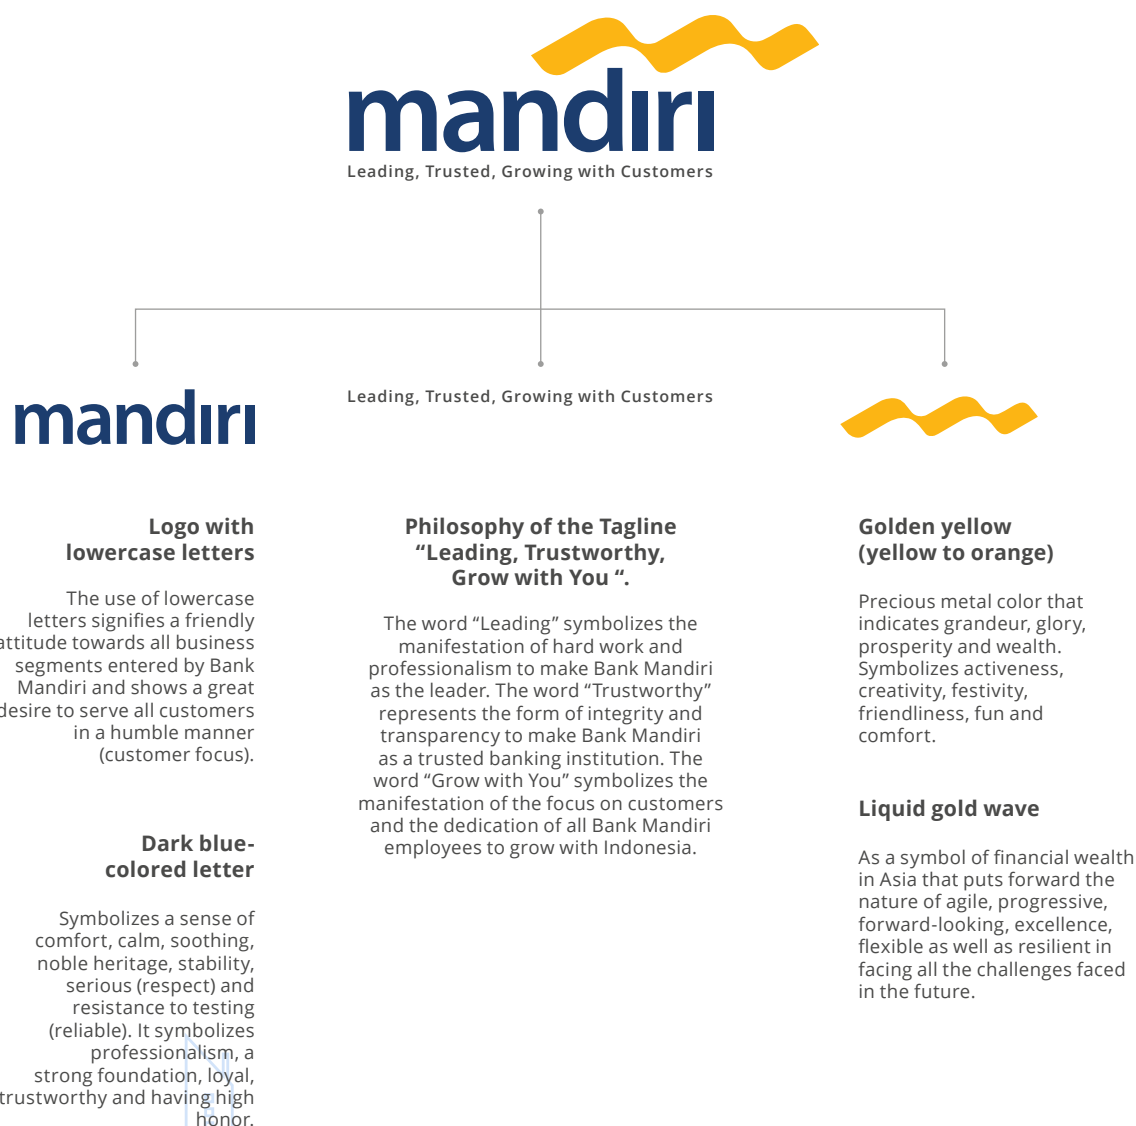 mandiri
Leading, Trusted, Growing with Customers
mandiri
Logo with
lowercase letters
The use of lowercase
letters signifies a friendly
attitude towards all business
segments entered by Bank
Mandiri and shows a great
desire to serve all customers
in a humble manner
(customer focus).
Dark blue-
colored letter
Symbolizes a sense of
comfort, calm, soothing,
noble heritage, stability,
serious (respect) and
resistance to testing
(reliable). It symbolizes
professionalism, a
strong foundation, loyal,
trustworthy and having high
honor.
Leading, Trusted, Growing with Customers
Philosophy of the Tagline
“Leading, Trustworthy,
Grow with You “.
The word “Leading” symbolizes the
manifestation of hard work and
professionalism to make Bank Mandiri
as the leader. The word “Trustworthy”
represents the form of integrity and
transparency to make Bank Mandiri
as a trusted banking institution. The
word “Grow with You” symbolizes the
manifestation of the focus on customers
and the dedication of all Bank Mandiri
employees to grow with Indonesia.
Golden yellow
(yellow to orange)
Precious metal color that
indicates grandeur, glory,
prosperity and wealth.
Symbolizes activeness,
creativity, festivity,
friendliness, fun and
comfort.
Liquid gold wave
As a symbol of financial wealth
in Asia that puts forward the
nature of agile, progressive,
forward-looking, excellence,
flexible as well as resilient in
facing all the challenges faced
in the future.